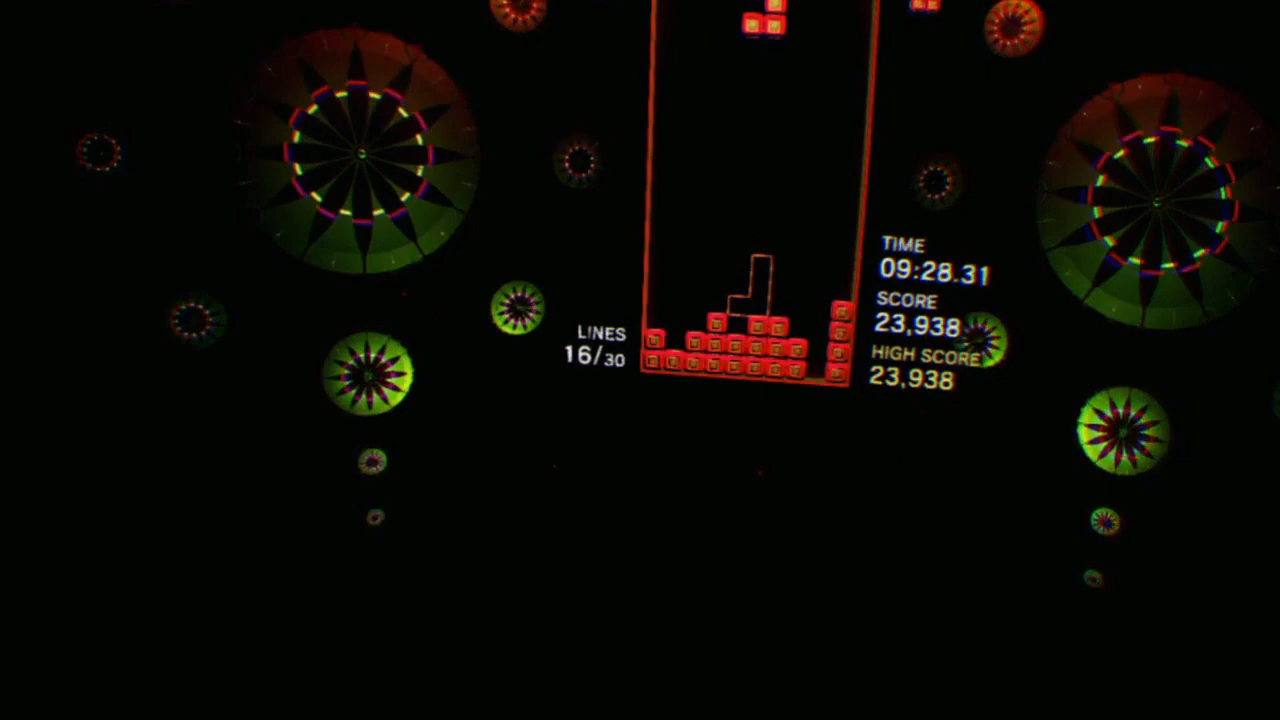 LINES
16/30
TIME
09:28.31
SCORE
23,938
HIGH SCORE
23,938